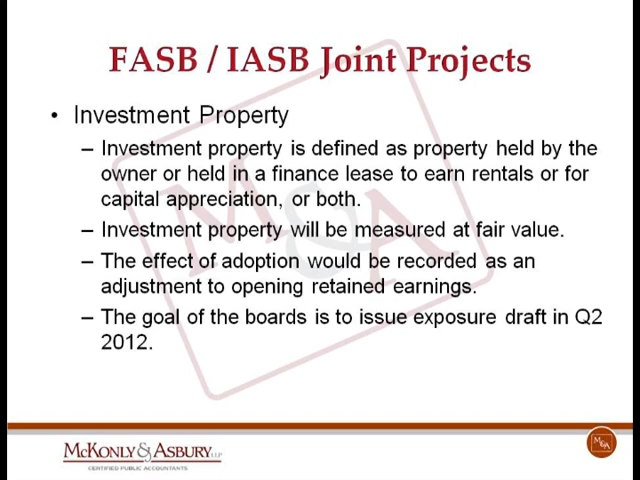 FASB / IASB Joint Projects
• Investment Property
– Investment property is defined as property held by the
owner or held in a finance lease to earn rentals or for
capital appreciation, or both.
– Investment property will be measured at fair value.
– The effect of adoption would be recorded as an
adjustment to opening retained earnings.
– The goal of the boards is to issue exposure draft in Q2
2012.
M&A
McKonly & Asbury LLP
CERTIFIED PUBLIC ACCOUNTANTS
M&A